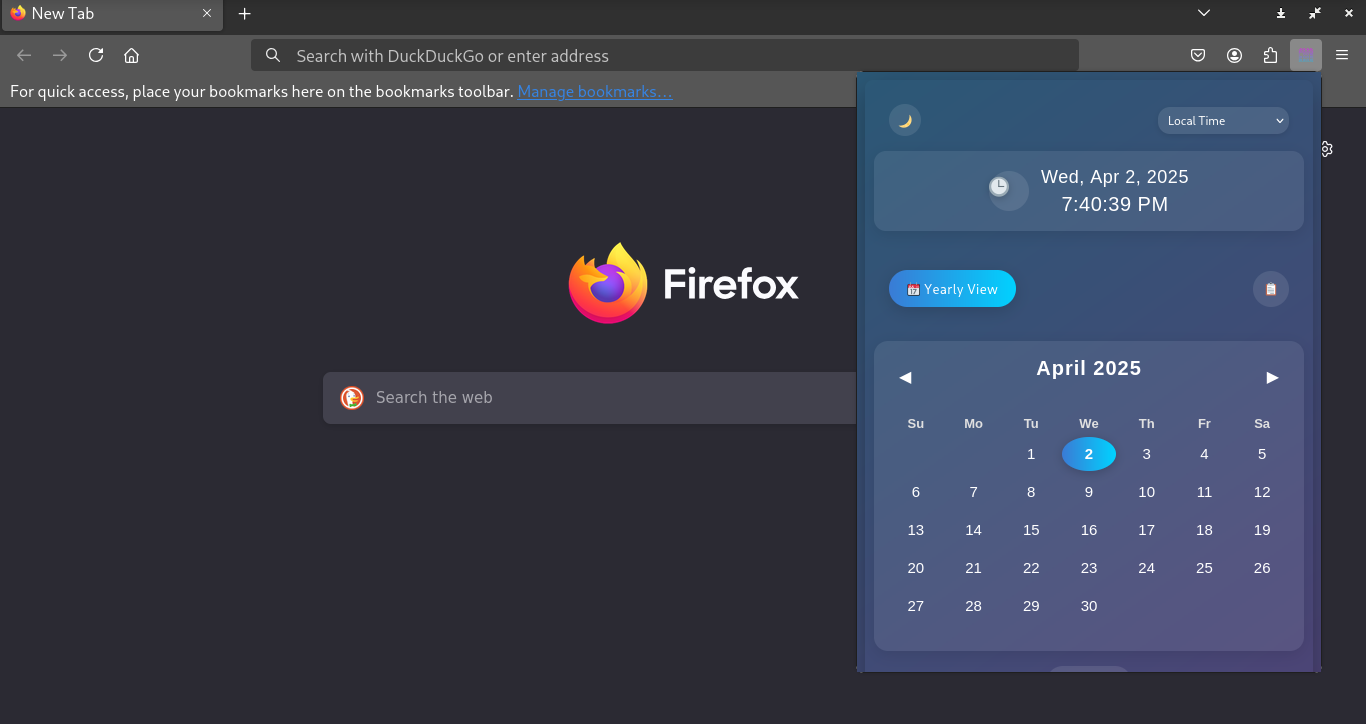 New Tab
Search with DuckDuckGo or enter address
For quick access, place your bookmarks here on the bookmarks toolbar. Manage bookmarks…
Local Time
Wed, Apr 2, 2025
7:40:39 PM
Yearly View
Firefox
Search the web
April 2025
Su Mo Tu We Th Fr Sa
1 2 3 4 5
6 7 8 9 10 11 12
13 14 15 16 17 18 19
20 21 22 23 24 25 26
27 28 29 30